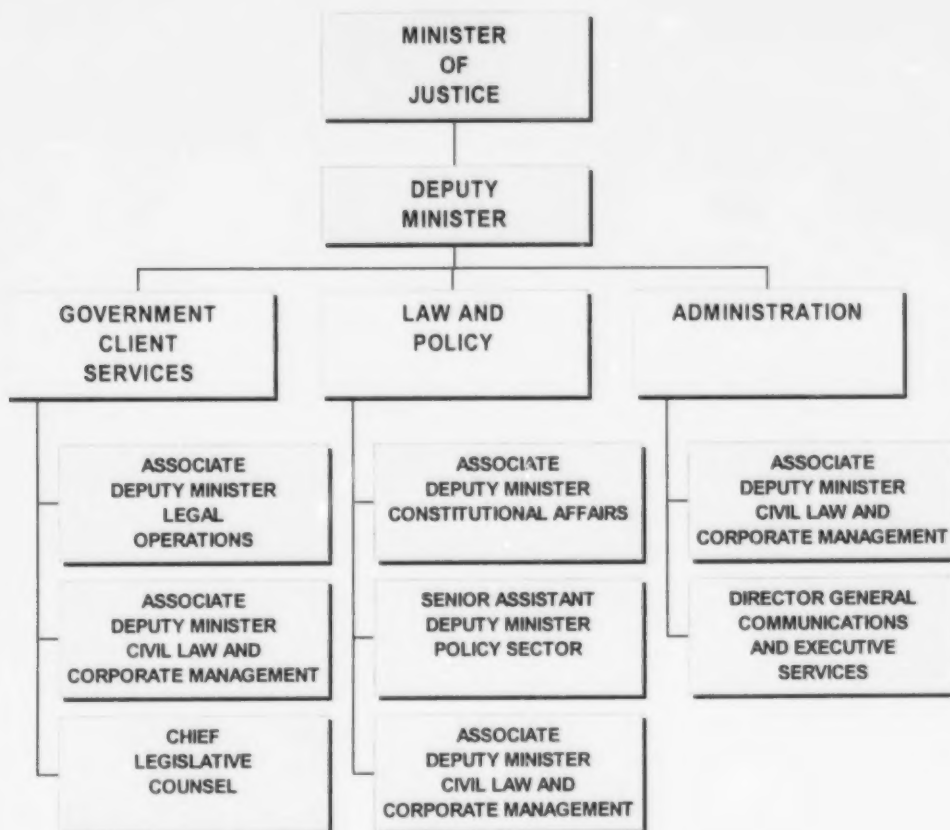 MINISTER
OF
JUSTICE
DEPUTY
MINISTER
GOVERNMENT
CLIENT
SERVICES
LAW AND
POLICY
ADMINISTRATION
ASSOCIATE
DEPUTY MINISTER
LEGAL
OPERATIONS
ASSOCIATE
DEPUTY MINISTER
CONSTITUTIONAL AFFAIRS
ASSOCIATE
DEPUTY MINISTER
CIVIL LAW AND
CORPORATE MANAGEMENT
ASSOCIATE
DEPUTY MINISTER
CIVIL LAW AND
CORPORATE MANAGEMENT
SENIOR ASSISTANT
DEPUTY MINISTER
POLICY SECTOR
DIRECTOR GENERAL
COMMUNICATIONS
AND EXECUTIVE
SERVICES
CHIEF
LEGISLATIVE
COUNSEL
ASSOCIATE
DEPUTY MINISTER
CIVIL LAW AND
CORPORATE MANAGEMENT